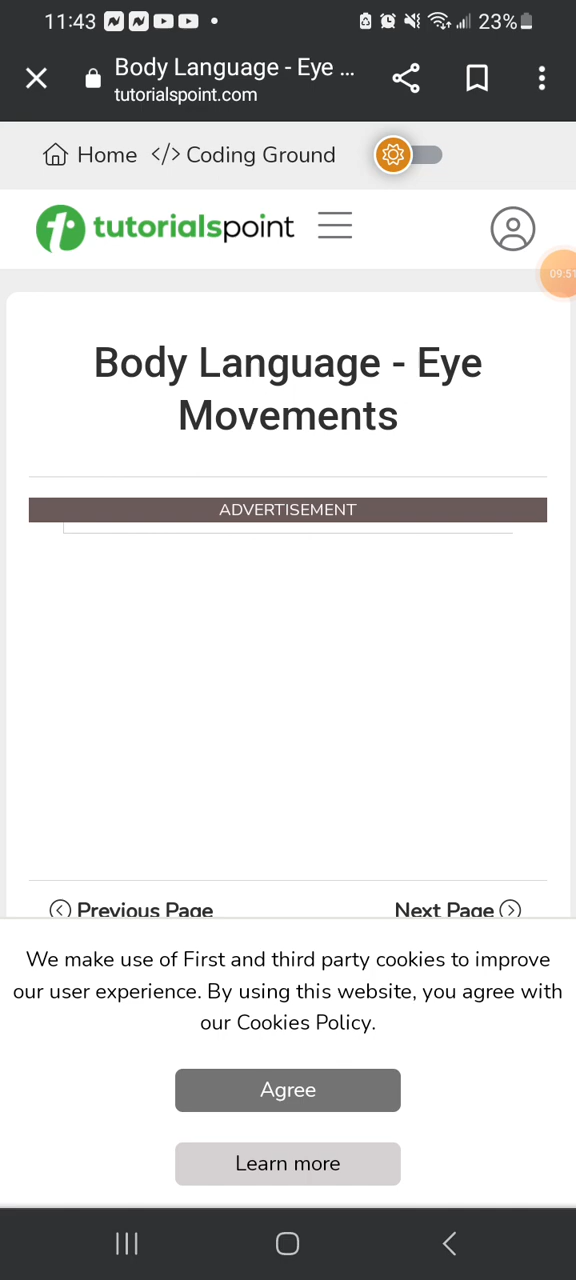 11:43
23%
Body Language - Eye ...
tutorialspoint.com
Home </> Coding Ground
tutorialspoint
09:51
Body Language - Eye
Movements
ADVERTISEMENT
Previous Page Next Page
We make use of First and third party cookies to improve
our user experience. By using this website, you agree with
our Cookies Policy.
Agree
Learn more